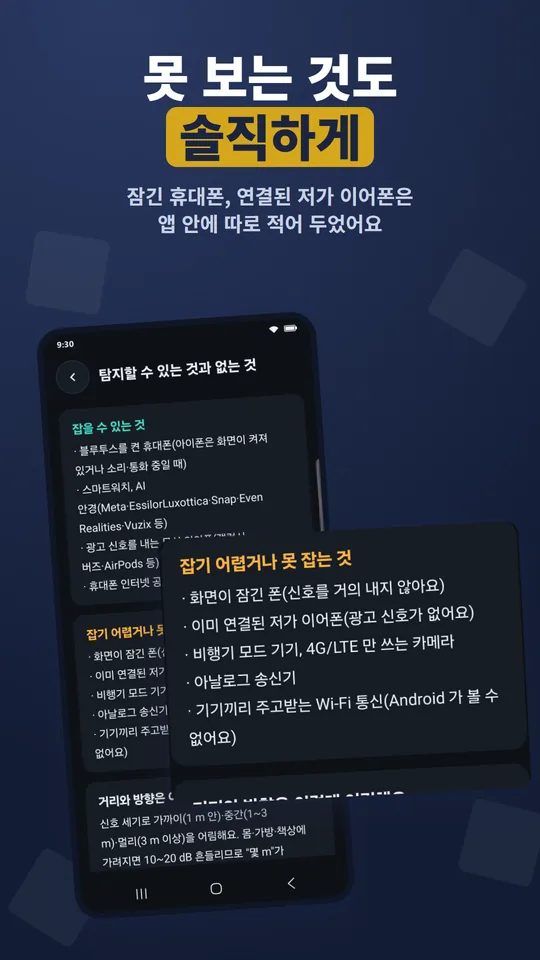 못 보는 것도
솔직하게
잠긴 휴대폰, 연결된 저가 이어폰은
앱 안에 따로 적어 두었어요
9:30
탐지할 수 있는 것과 없는 것
잡을 수 있는 것
· 블루투스를 켠 휴대폰(아이폰은 화면이 켜져
있거나 소리·통화 중일 때)
· 스마트워치, AI
안경(Meta·EssilorLuxottica·Snap·Even
Realities·Vuzix 등)
· 광고 신호를 내는
버즈·AirPods 등)
· 휴대폰 인터넷 공
잡기 어렵거나 못
· 화면이 잠긴 폰(
· 이미 연결된 저가
· 비행기 모드 기기
· 아날로그 송신기
· 기기끼리 주고받는
없어요)
잡기 어렵거나 못 잡는 것
· 화면이 잠긴 폰(신호를 거의 내지 않아요)
· 이미 연결된 저가 이어폰(광고 신호가 없어요)
· 비행기 모드 기기, 4G/LTE 만 쓰는 카메라
· 아날로그 송신기
· 기기끼리 주고받는 Wi-Fi 통신(Android 가 볼 수
없어요)
거리와 방향은
신호 세기로 가까이(1 m 안)·중간(1~3
m)·멀리(3 m 이상)을 어림해요. 몸·가방·책상에
가려지면 10~20 dB 흔들리므로 "몇 m"가